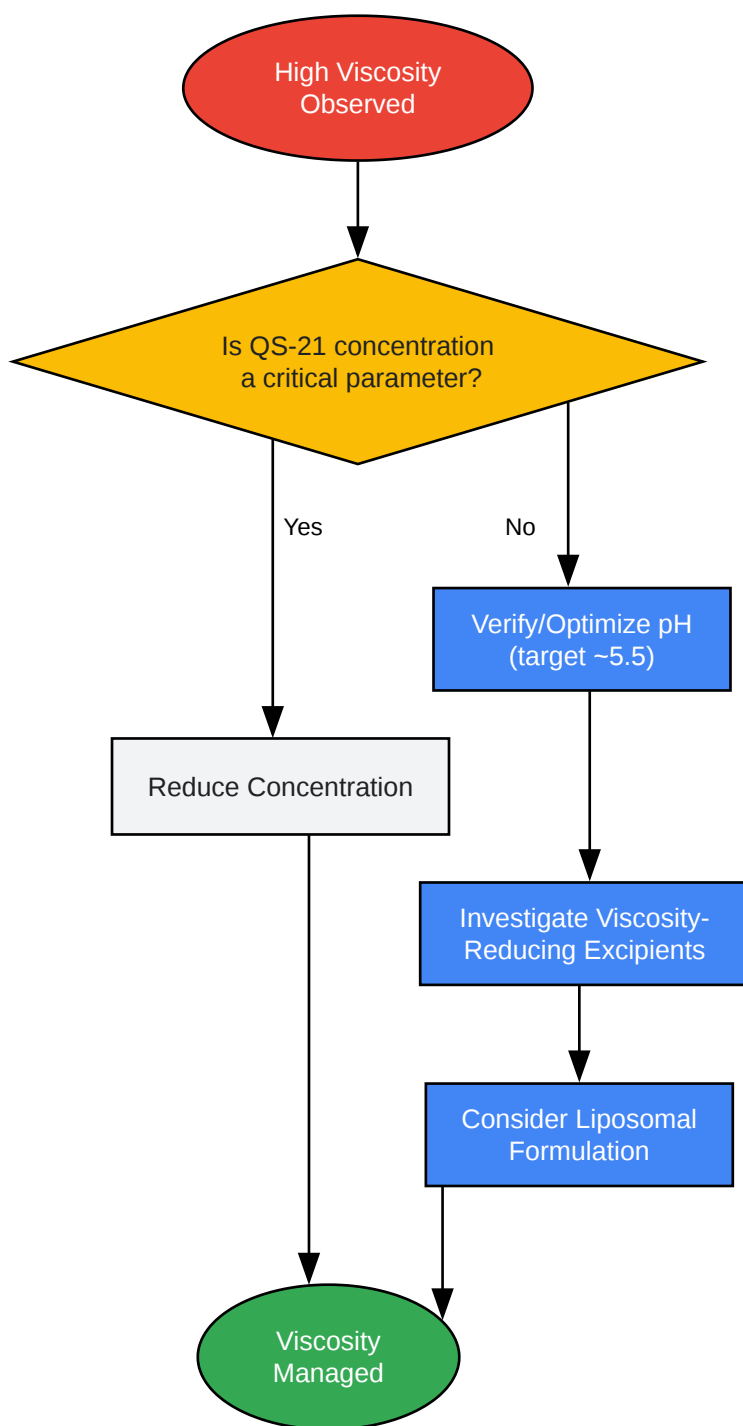 High Viscosity
Observed
Is QS-21 concentration
a critical parameter?
Yes
No
Verify/Optimize pH
(target ~5.5)
Reduce Concentration
Investigate Viscosity-
Reducing Excipients
Consider Liposomal
Formulation
Viscosity
Managed